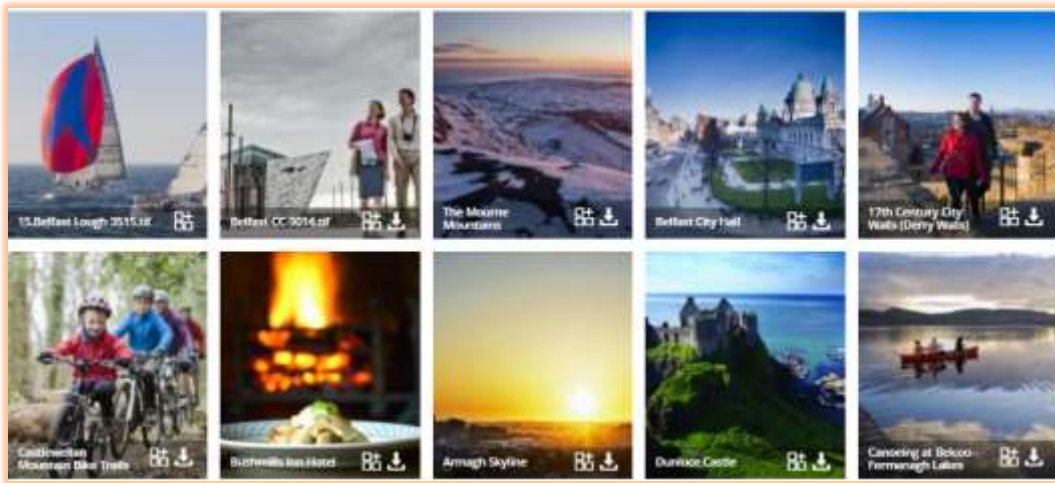 15.Belfast Lough 3515.tif
Belfast CC 9014.tif
The Mourne
Mountains
Belfast City Hall
17th Century City
Walls (Derry Walls)
Castlewellan
Mountain Bike Trails
Bushmills Inn Hotel
Armagh Skyline
Dunluce Castle
Canoeing at Belcoo-
Fermanagh Lakes